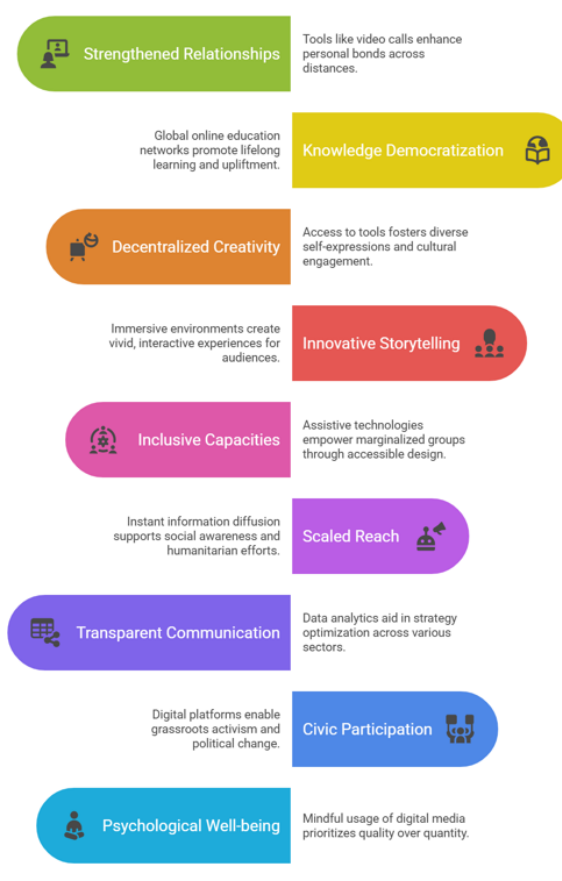 Strengthened Relationships
Tools like video calls enhance
personal bonds across
distances.
Global online education
networks promote lifelong
learning and upliftment.
Knowledge Democratization
Decentralized Creativity
Access to tools fosters diverse
self-expressions and cultural
engagement.
Immersive environments create
vivid, interactive experiences for
audiences.
Innovative Storytelling
Inclusive Capacities
Assistive technologies
empower marginalized groups
through accessible design.
Instant information diffusion
supports social awareness and
humanitarian efforts.
Scaled Reach
Transparent Communication
Data analytics aid in strategy
optimization across various
sectors.
Digital platforms enable
grassroots activism and
political change.
Civic Participation
Psychological Well-being
Mindful usage of digital media
prioritizes quality over quantity.